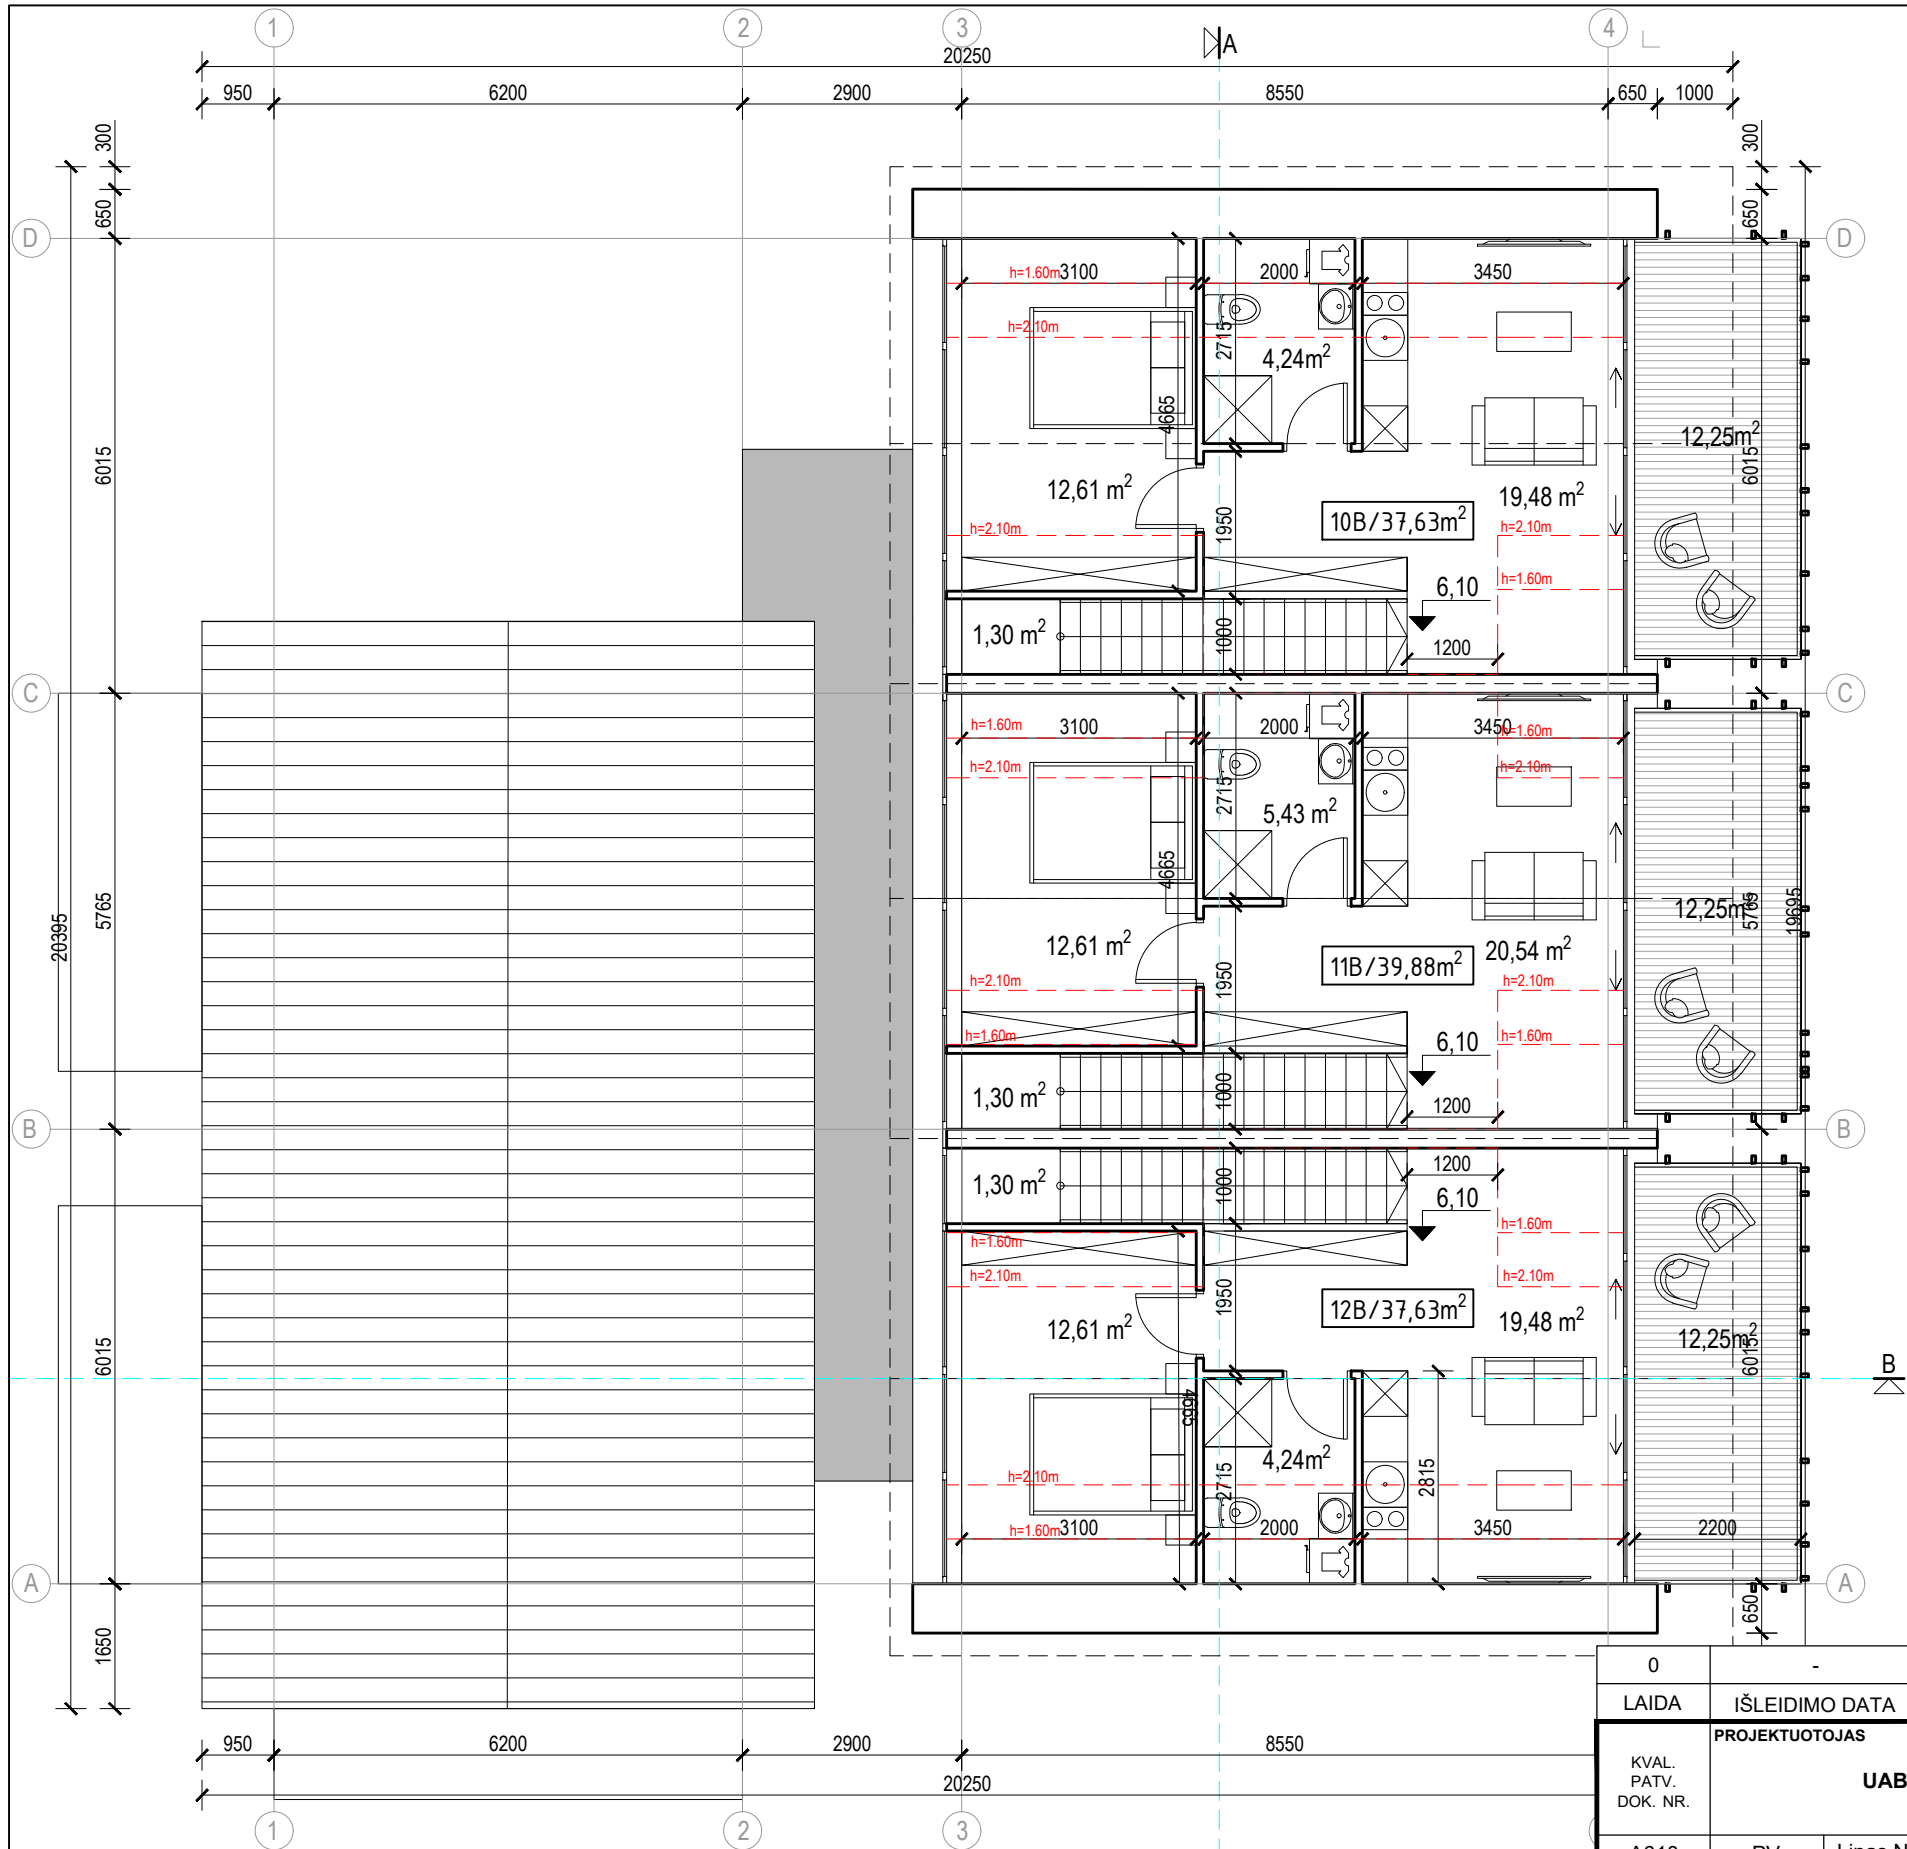 1
2
3
4
A
20250
950
6200
2900
8550
650
1000
300
650
300
650
D
D
h=1.60m
3100
2000
3450
h=2.10m
2715
4,24m²
4665
12,25m²
6015
6015
12,61 m²
10B/37,63m²
19,48 m²
h=2.10m
1950
h=2.10m
h=1.60m
6,10
1,30 m²
1000
1200
C
C
h=1.60m
3100
2000
3450
h=1.60m
h=2.10m
h=2.10m
2715
5,43 m²
4665
20395
5765
12,25m²
5765
19695
12,61 m²
11B/39,88m²
20,54 m²
h=2.10m
1950
h=2.10m
h=1.60m
h=1.60m
6,10
1,30 m²
1000
1200
B
B
1200
1,30 m²
1000
6,10
h=1.60m
h=1.60m
h=2.10m
h=2.10m
1950
12B/37,63m²
12,61 m²
19,48 m²
12,25m²
6015
6015
B
4665
4,24m²
h=2.10m
2715
2815
h=1.60m
3100
2000
3450
2200
A
A
1650
650
0
-
LAIDA
IŠLEIDIMO DATA
950
6200
2900
8550
PROJEKTUOTOJAS
KVAL.
PATV.
DOK. NR.
UAB
20250
1
2
3